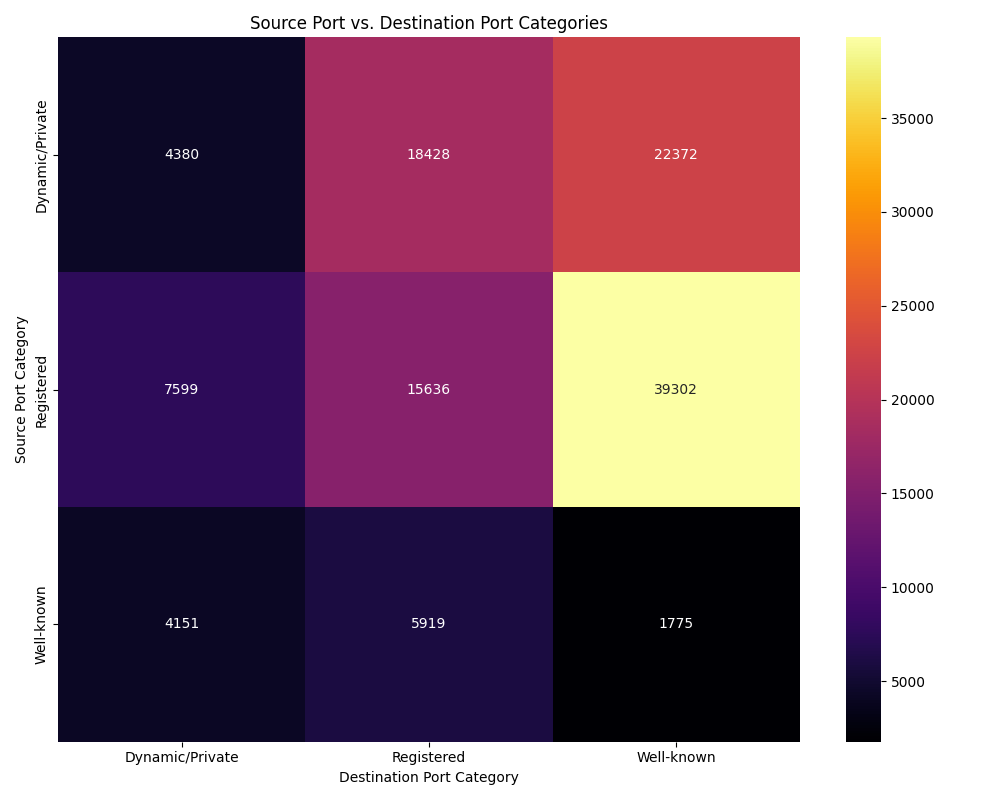 Source Port vs. Destination Port Categories
Source Port Category
Dynamic/Private
4380 18428 22372
Registered
7599 15636 39302
Well-known
4151 5919 1775
Dynamic/Private Registered Well-known
Destination Port Category
35000
30000
25000
20000
15000
10000
5000